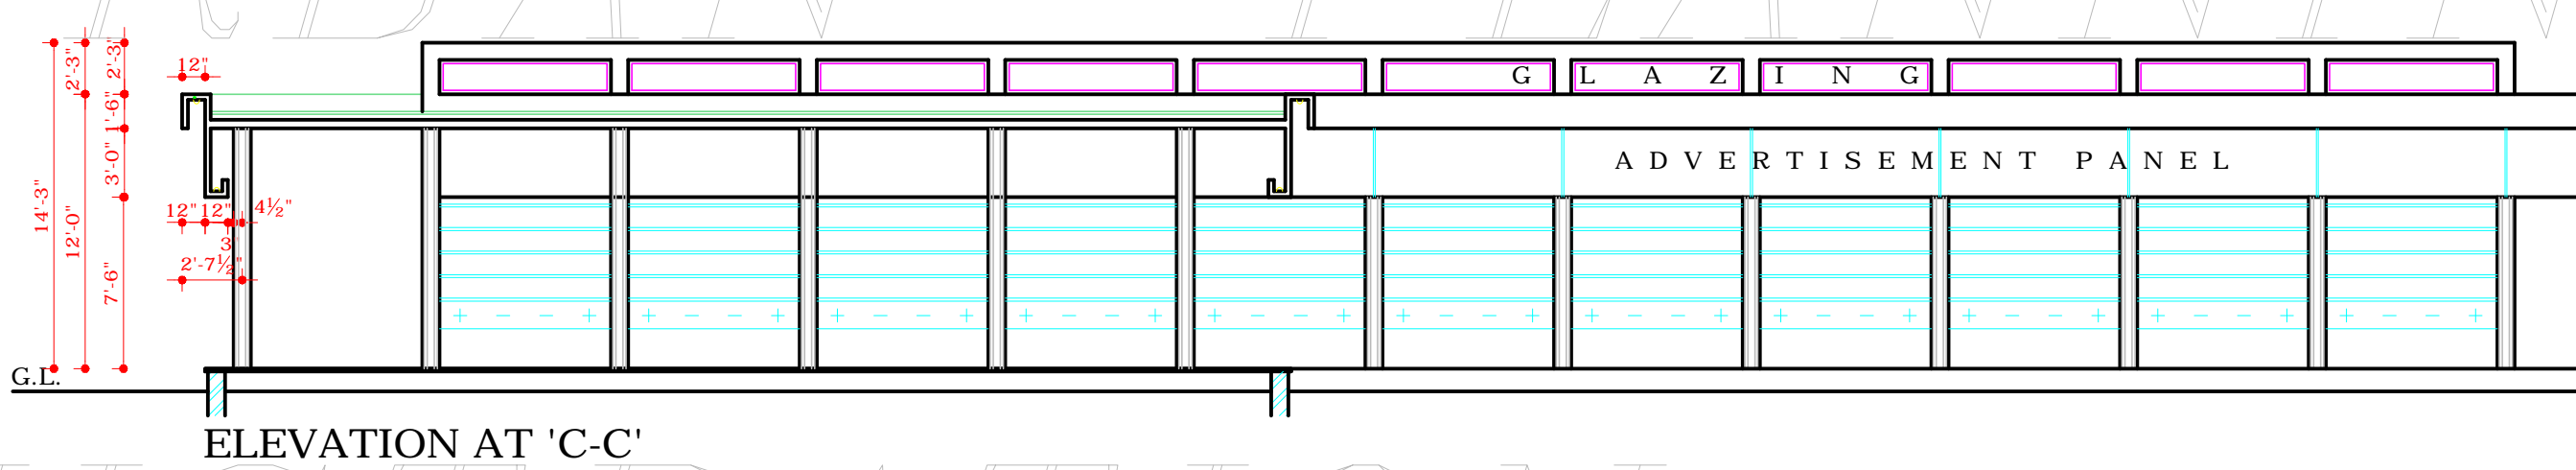 12"
2'-3"
2'-3"
G L A Z I N G
1'-6"
3'-0"
A D V E R T I S E M E N T P A N E L
14'-3"
12'-0"
12" 12" 4½"
3"
2'-7½"
7'-6"
G.L.
ELEVATION AT 'C-C'